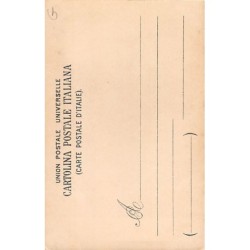 UNION POSTALE UNIVERSELLE
CARTOLINA POSTALE ITALIANA
(CARTE POSTALE D'ITALIE).
A